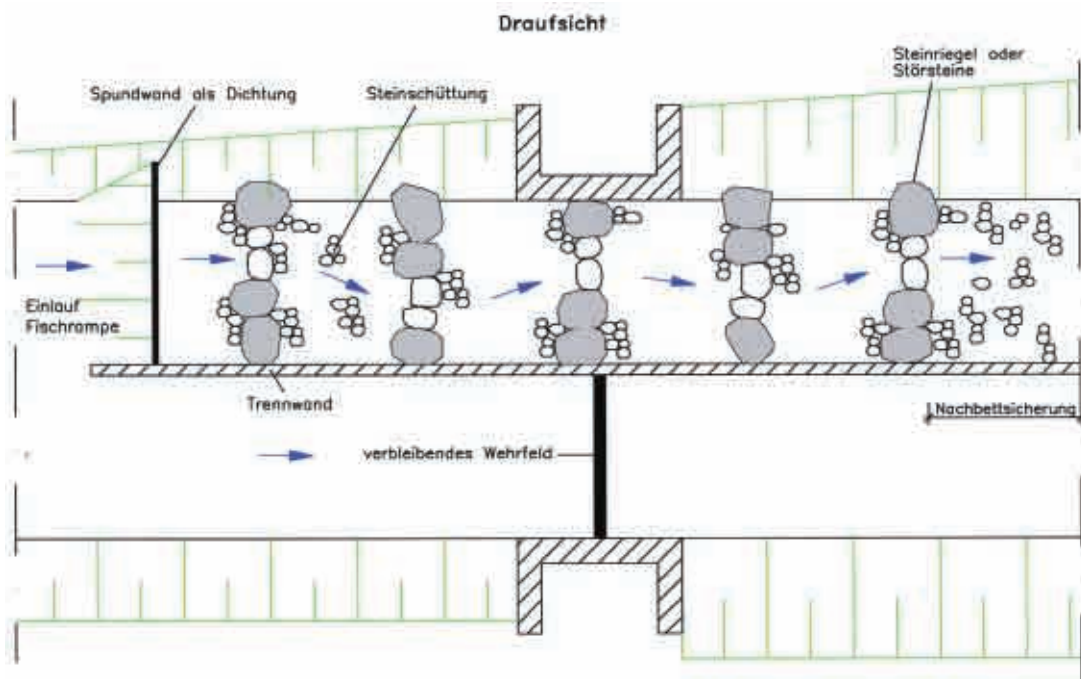 Draufsicht
Steinriegel oder
Störsteine
Spundwand als Dichtung
Steinschüttung
Einlauf
Fischrampe
Trennwand
Nachbettsicherung
verbleibendes Wehrfeld